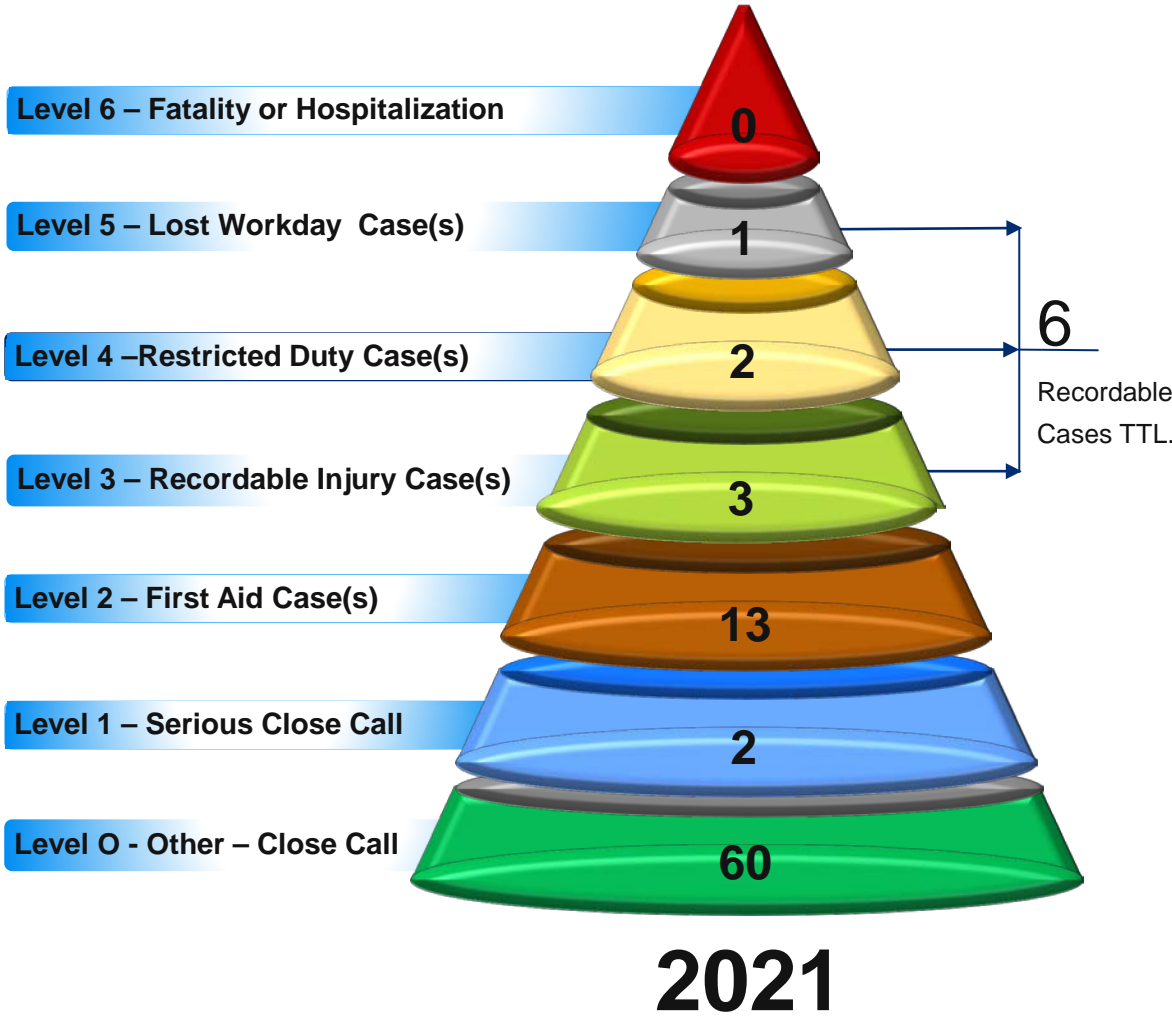 Level 6 – Fatality or Hospitalization
0
Level 5 – Lost Workday Case(s)
1
6
Level 4 –Restricted Duty Case(s)
2
Recordable
Cases TTL.
Level 3 – Recordable Injury Case(s)
3
Level 2 – First Aid Case(s)
13
Level 1 – Serious Close Call
2
Level O - Other – Close Call
60
2021